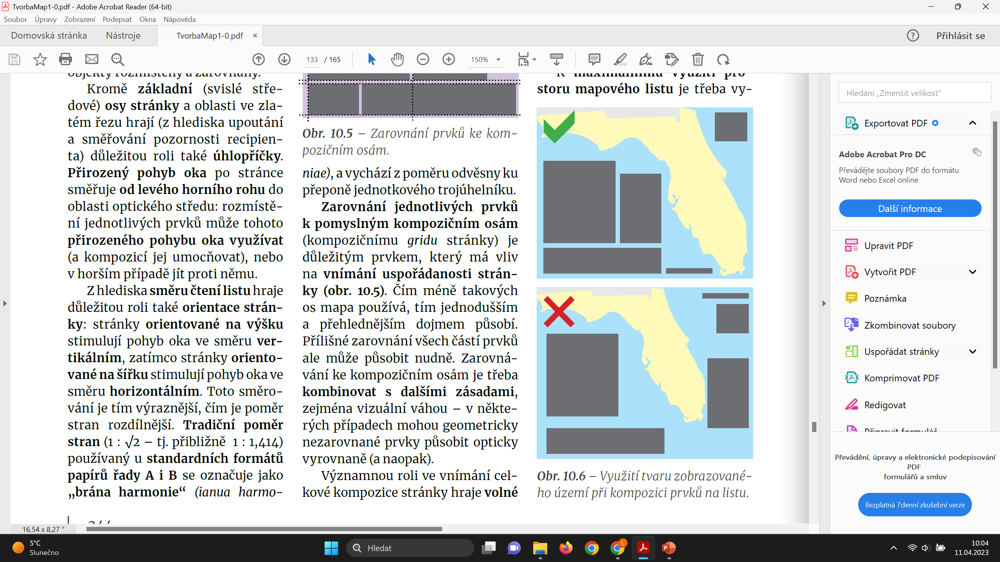 TvorbaMap1-0.pdf - Adobe Acrobat Reader (64-bit)
Soubor Úpravy Zobrazení Podepsat Okna Nápověda
Domovská stránka Nástroje TvorbaMap1-0.pdf × Přihlásit se
133 / 165 150%
objekty rozmístěny a zarovnány.
Kromě základní (svislé stře-
dové) osy stránky a oblasti ve zla-
tém řezu hrají (z hlediska upoutání
a směřování pozornosti recipien-
ta) důležitou roli také úhlopříčky.
Přirozený pohyb oka po stránce
směřuje od levého horního rohu do
oblasti optického středu: rozmístě-
ní jednotlivých prvků může tohoto
přirozeného pohybu oka využívat
(a kompozicí jej umocňovat), nebo
v horším případě jít proti němu.
Z hlediska směru čtení listu hraje
důležitou roli také orientace strán-
ky: stránky orientované na výšku
stimulují pohyb oka ve směru ver-
tikálním, zatímco stránky oriento-
vané na šířku stimulují pohyb oka ve
směru horizontálním. Toto směro-
vání je tím výraznější, čím je poměr
stran rozdílnější. Tradiční poměr
stran (1 : √2 – tj. přibližně 1 : 1,414)
používaný u standardních formátů
papírů řady A i B se označuje jako
„brána harmonie“ (ianua harmo-
Obr. 10.5 – Zarovnání prvků ke kom-
pozičním osám.
niae), a vychází z poměru odvěsny ku
přeponě jednotkového trojúhelníku.
Zarovnání jednotlivých prvků
k pomyslným kompozičním osám
(kompozičnímu gridu stránky) je
důležitým prvkem, který má vliv
na vnímání uspořádanosti strán-
ky (obr. 10.5). Čím méně takových
os mapa používá, tím jednodušším
a přehlednějším dojmem působí.
Přílišné zarovnání všech částí prvků
ale může působit nudně. Zarovná-
vání ke kompozičním osám je třeba
kombinovat s dalšími zásadami,
zejména vizuální váhou – v někte-
rých případech mohou geometricky
nezarovnané prvky působit opticky
vyrovnaně (a naopak).
Významnou roli ve vnímání cel-
kové kompozice stránky hraje volné
K maximálnímu využití pro-
storu mapového listu je třeba vy-
Obr. 10.6 – Využití tvaru zobrazované-
ho území při kompozici prvků na listu.
16,54 x 8,27 "
Hledání „Zmenšit velikost“
Exportovat PDF
Adobe Acrobat Pro DC
Převádějte soubory PDF do formátu
Word nebo Excel online
Další informace
Upravit PDF
Vytvořit PDF
Poznámka
Zkombinovat soubory
Uspořádat stránky
Komprimovat PDF
Redigovat
Připravit formulář
Převádění, úpravy a elektronické podepisování
PDF
formulářů a smluv
Bezplatná 7denní zkušební verze
5°C
Slunečno
Hledat
L
P
10:04
11.04.2023